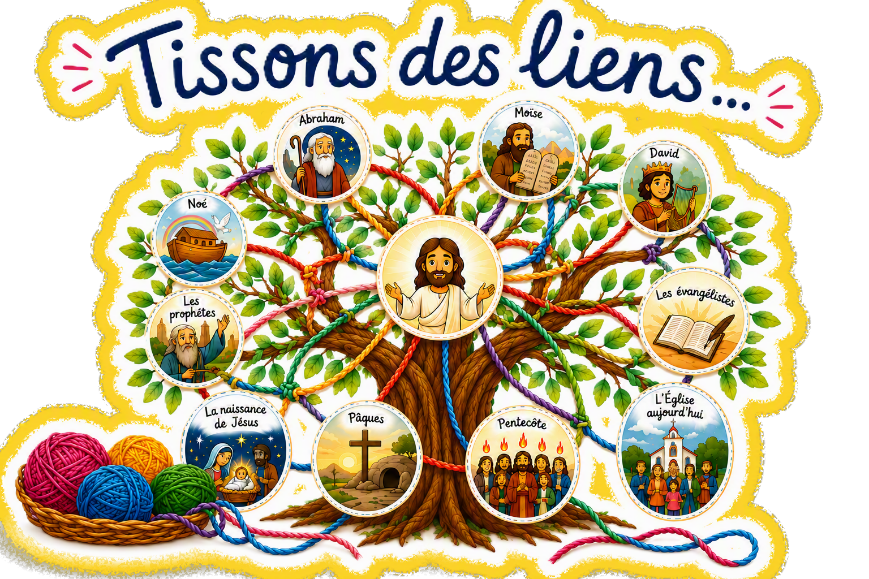 Tissons des liens...
Abraham
Moïse
David
Noé
Les évangélistes
Les
prophètes
La naissance
de Jésus
Pâques
Pentecôte
L'Église
aujourd'hui